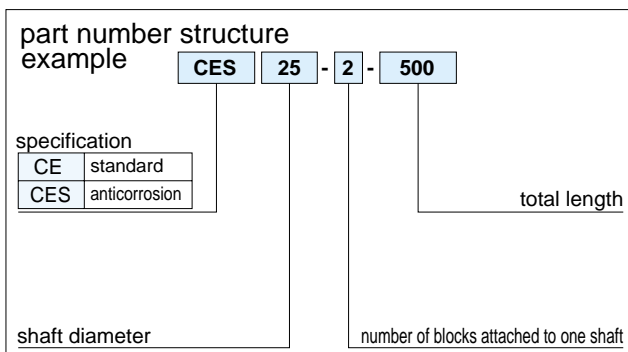 part number structure
example
CES 25 - 2 - 500
specification
CE standard
CES anticorrosion
total length
shaft diameter
number of blocks attached to one shaft